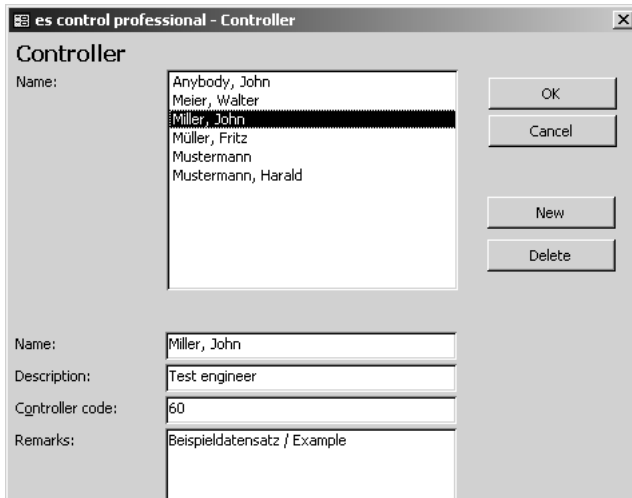 es control professional - Controller
Controller
Name:
Anybody, John
Meier, Walter
Miller, John
Müller, Fritz
Mustermann
Mustermann, Harald
OK
Cancel
New
Delete
Name: Miller, John
Description: Test engineer
Controller code: 60
Remarks: Beispieldatensatz / Example